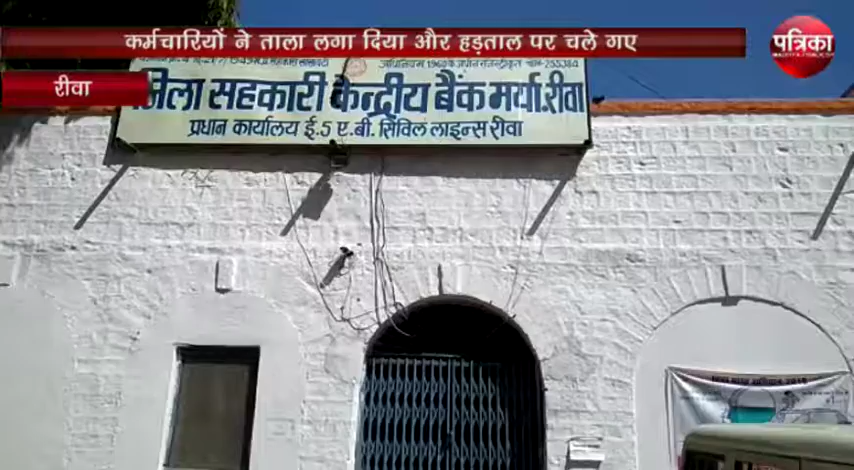 कर्मचारियों ने ताला लगा दिया और हड़ताल पर चले गए
पत्रिका
रीवा
जिला सहकारी केन्द्रीय बैंक मर्या.रीवा
प्रधान कार्यालय ई.5 ए.बी. सिविल लाइन्स रीवा